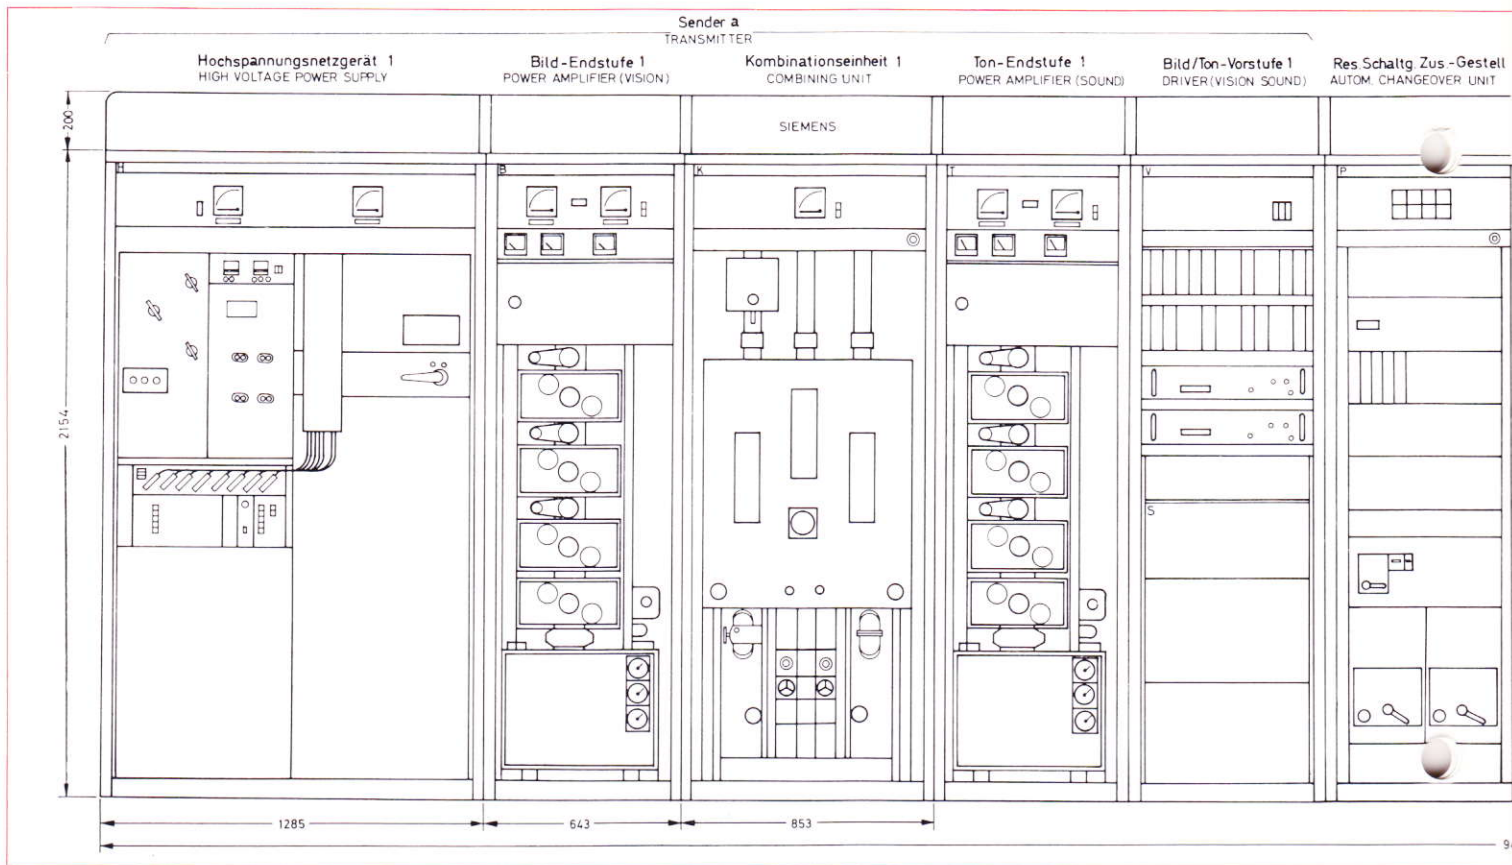 Sender a
TRANSMITTER
Hochspannungsnetzgerät 1
HIGH VOLTAGE POWER SUPPLY
Bild-Endstufe 1
POWER AMPLIFIER (VISION)
Kombinationseinheit 1
COMBINING UNIT
Ton-Endstufe 1
POWER AMPLIFIER (SOUND)
Bild/Ton-Vorstufe 1
DRIVER (VISION SOUND)
Res.Schaltg. Zus.-Gestell
AUTOM. CHANGEOVER UNIT
200
SIEMENS
H
B
K
T
V
P
2154
S
1285
643
853